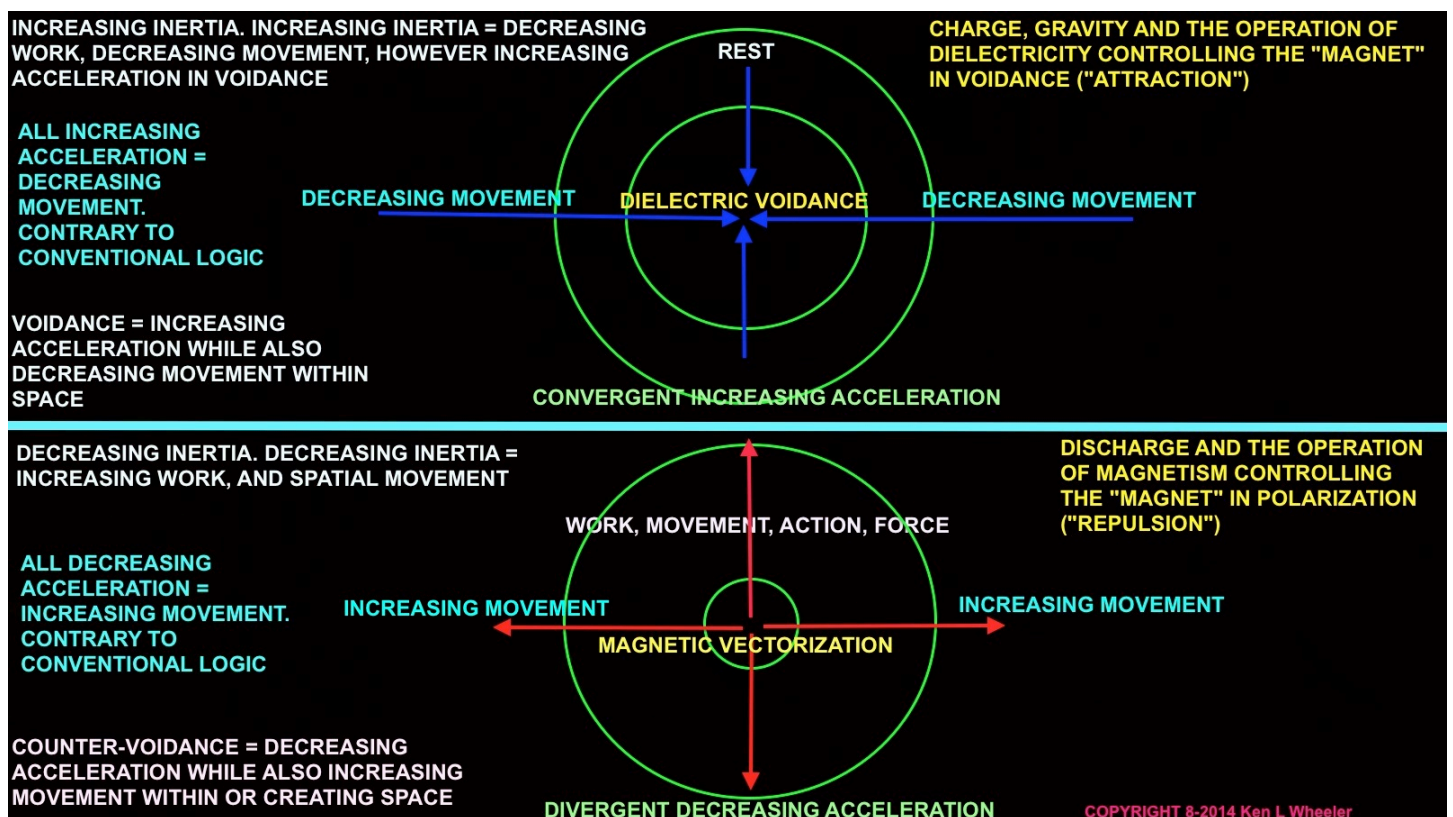 INCREASING INERTIA. INCREASING INERTIA = DECREASING
WORK, DECREASING MOVEMENT, HOWEVER INCREASING
ACCELERATION IN VOIDANCE
REST
CHARGE, GRAVITY AND THE OPERATION OF
DIELECTRICITY CONTROLLING THE "MAGNET"
IN VOIDANCE ("ATTRACTION")
ALL INCREASING
ACCELERATION =
DECREASING
MOVEMENT.
CONTRARY TO
CONVENTIONAL LOGIC
DECREASING MOVEMENT
DIELECTRIC VOIDANCE
DECREASING MOVEMENT
VOIDANCE = INCREASING
ACCELERATION WHILE ALSO
DECREASING MOVEMENT WITHIN
SPACE
CONVERGENT INCREASING ACCELERATION
DECREASING INERTIA. DECREASING INERTIA =
INCREASING WORK, AND SPATIAL MOVEMENT
DISCHARGE AND THE OPERATION
OF MAGNETISM CONTROLLING
THE "MAGNET" IN POLARIZATION
("REPULSION")
WORK, MOVEMENT, ACTION, FORCE
ALL DECREASING
ACCELERATION =
INCREASING MOVEMENT.
CONTRARY TO
CONVENTIONAL LOGIC
INCREASING MOVEMENT
MAGNETIC VECTORIZATION
INCREASING MOVEMENT
COUNTER-VOIDANCE = DECREASING
ACCELERATION WHILE ALSO INCREASING
MOVEMENT WITHIN OR CREATING SPACE
DIVERGENT DECREASING ACCELERATION
COPYRIGHT 8-2014 Ken L Wheeler